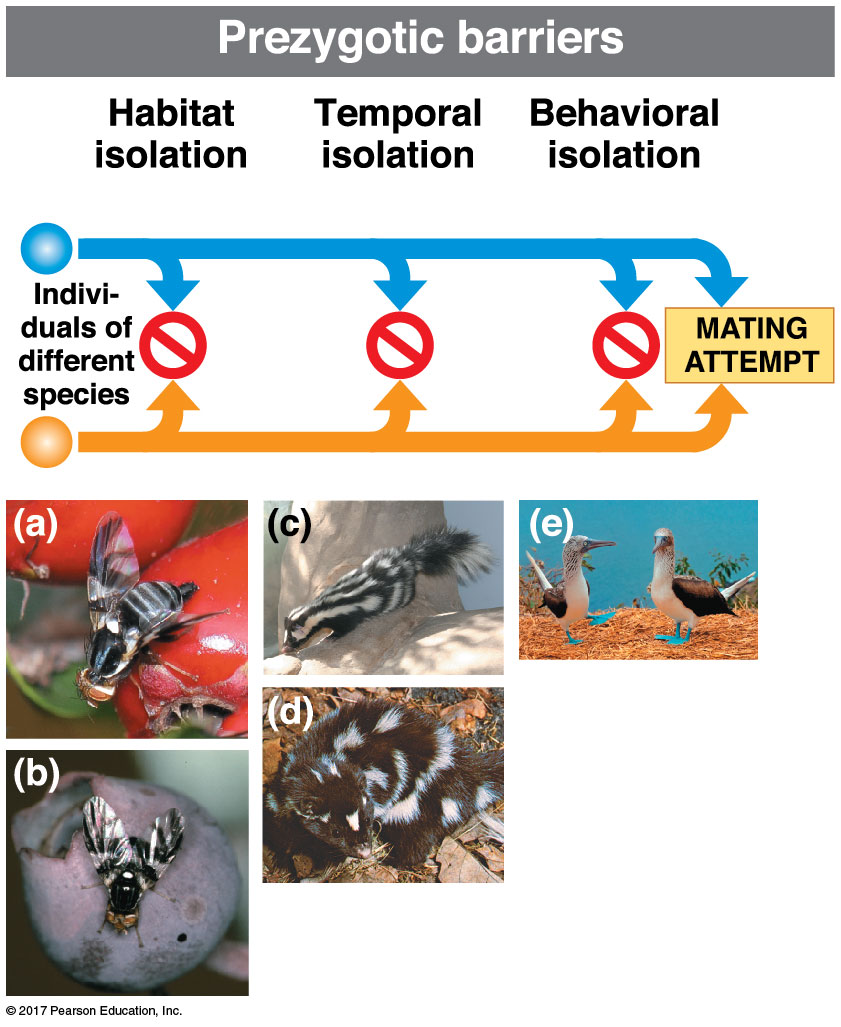 Prezygotic barriers
Habitat
isolation
Temporal
isolation
Behavioral
isolation
Indivi-
duals of
different
species
MATING
ATTEMPT
(a)
(c)
(e)
(d)
(b)
© 2017 Pearson Education, Inc.